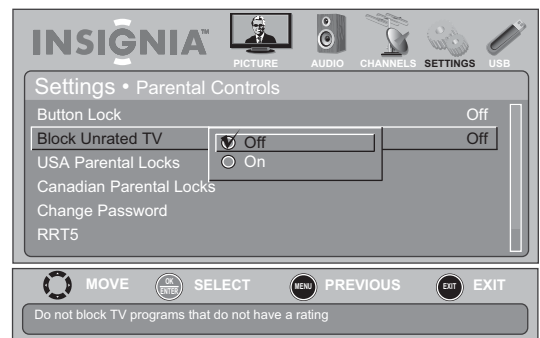 INSIGNIA™
PICTURE AUDIO CHANNELS SETTINGS USB
Settings • Parental Controls
Button Lock Off
Block Unrated TV Off
Off
On
USA Parental Locks
Canadian Parental Locks
Change Password
RRT5
MOVE OK ENTER SELECT MENU PREVIOUS EXIT EXIT
Do not block TV programs that do not have a rating